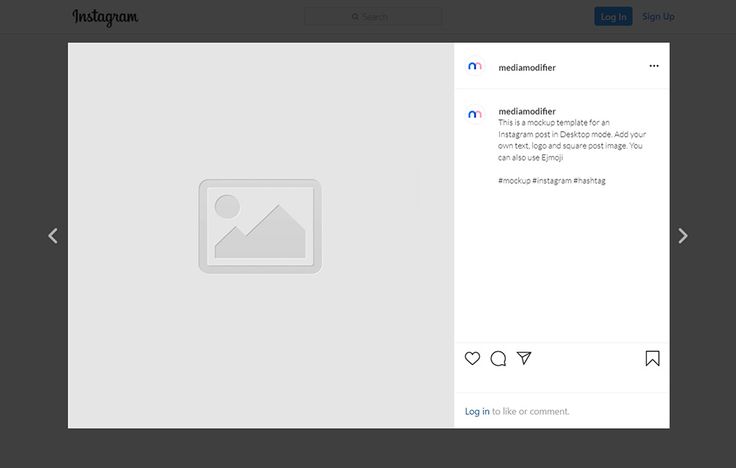 Instagram
Search
Log In
Sign Up
mediamodifier
mediamodifier
This is a mockup template for an
Instagram post in Desktop mode. Add your
own text, logo and square post image. You
can also use Ejmoji
#mockup #instagram #hashtag
Log in to like or comment.